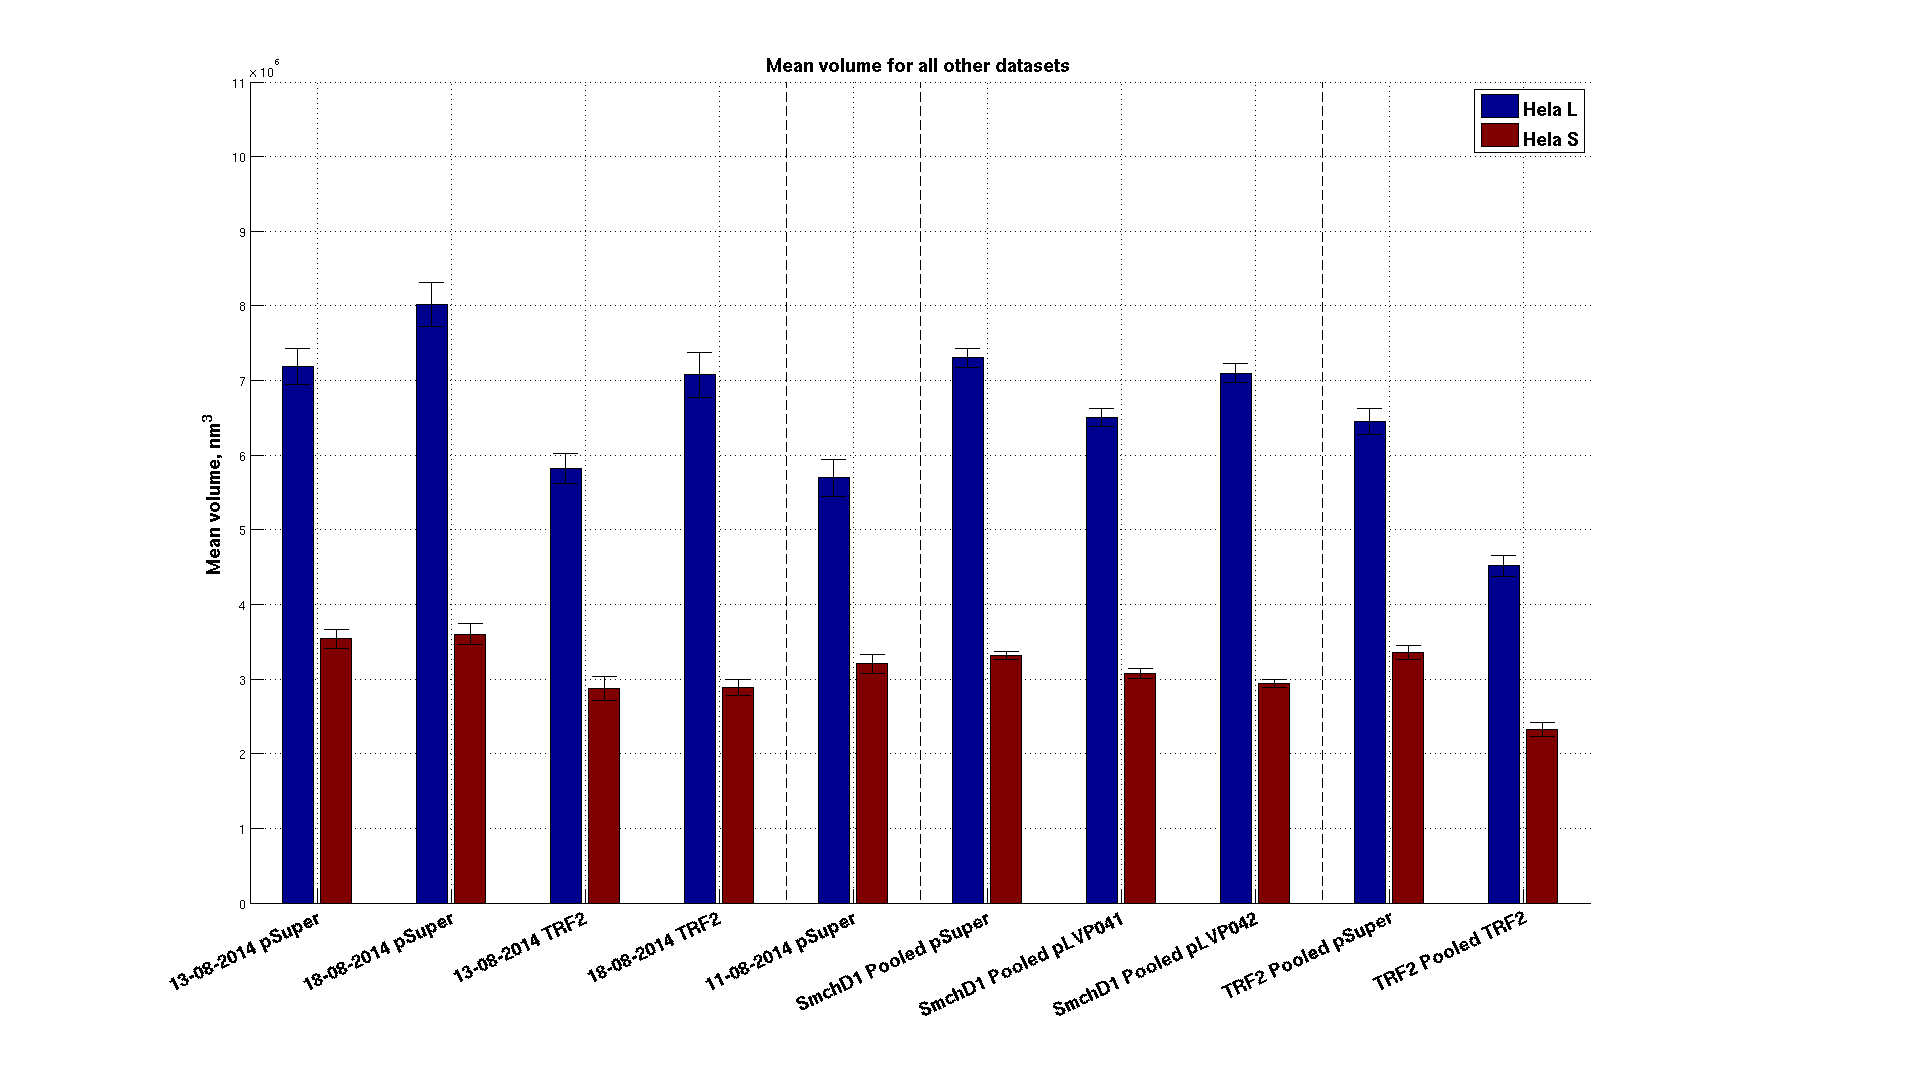 Mean volume for all other datasets
× 10^6
11
10
9
8
7
6
5
4
3
2
1
0
Mean volume, nm^3
Hela L
Hela S
13-08-2014 pSuper
18-08-2014 pSuper
13-08-2014 TRF2
18-08-2014 TRF2
11-08-2014 pSuper
SmchD1 Pooled pSuper
SmchD1 Pooled pLVP041
SmchD1 Pooled pLVP042
TRF2 Pooled pSuper
TRF2 Pooled TRF2